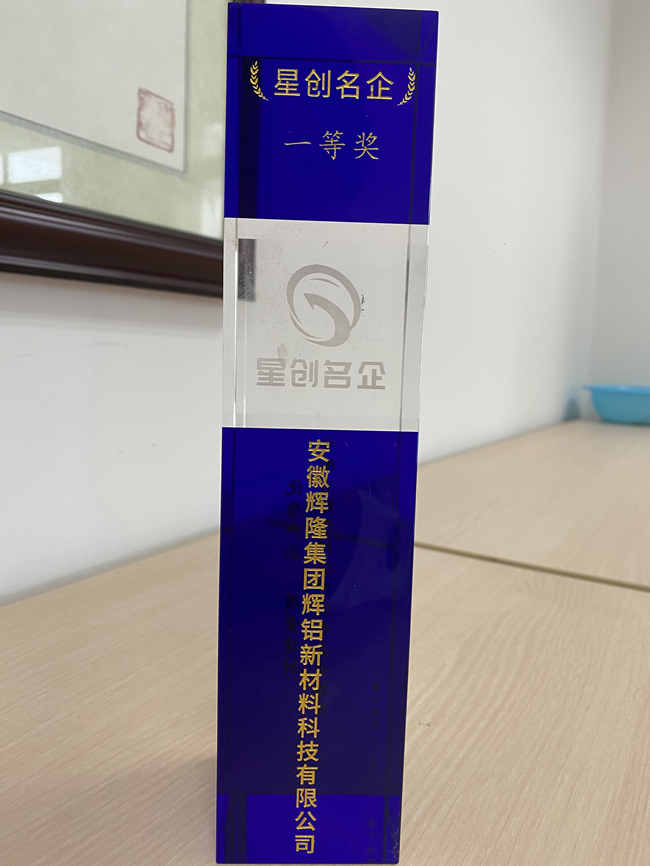 星创名企
一等奖
星创名企
安徽辉隆集团辉铝新材料科技有限公司